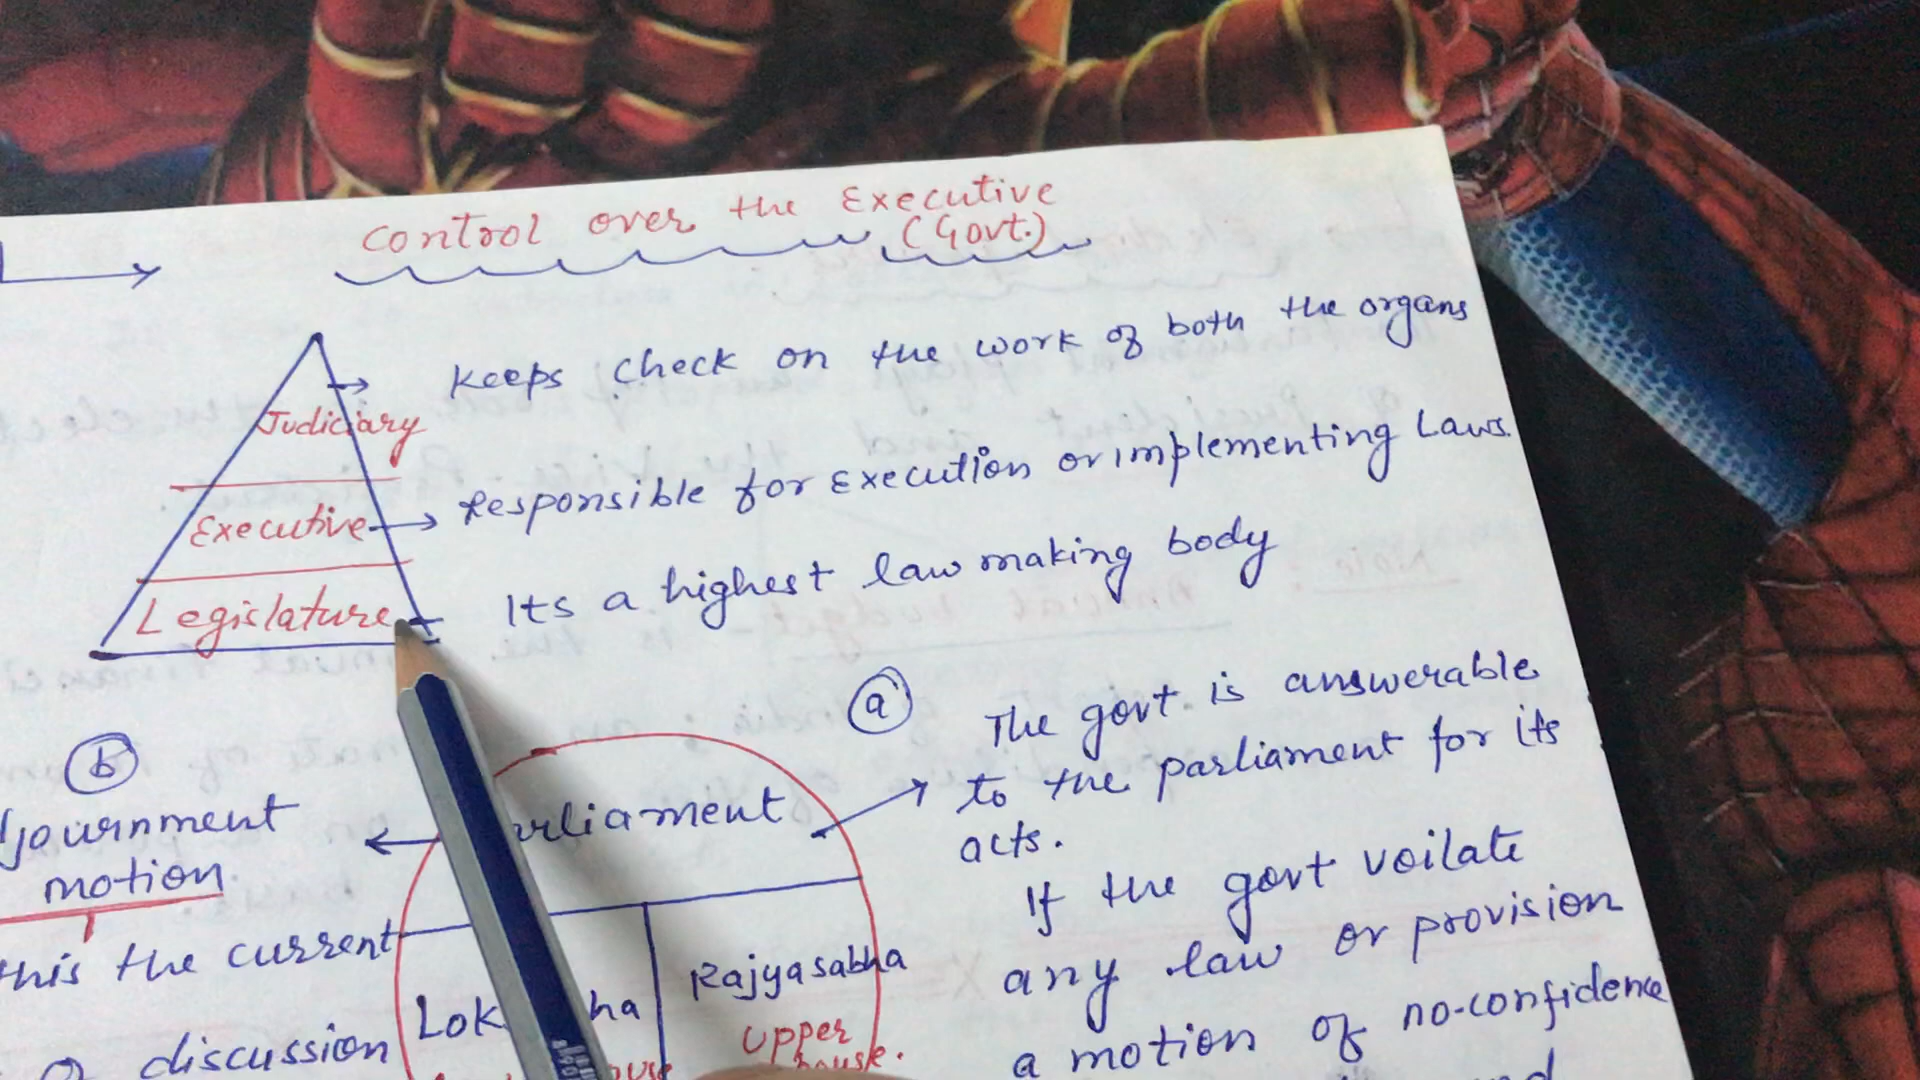 Control over the Executive
(Govt.)
Keeps check on the work of both the organs
Judiciary
Responsible for Execution or implementing Laws.
Executive
Its a highest law making body
Legislature
(a)
The govt is answerable
to the parliament for its
acts.
If the govt voilate
any law or provision
a motion of no-confidence
(b)
motion
this the current
discussion
Lok
Rajyasabha
Upper
house.